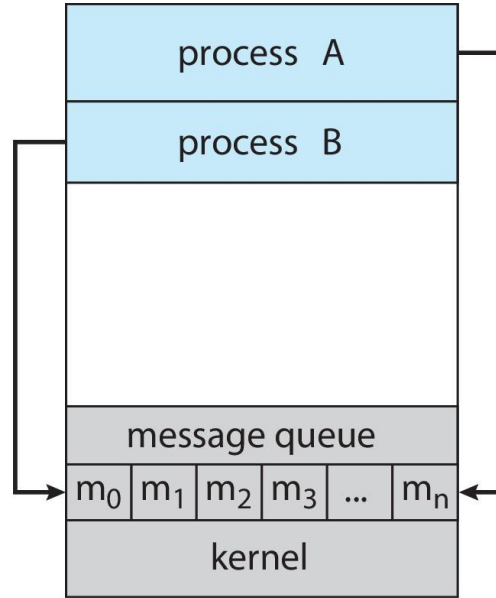 process A
process B
message queue
m₀ m₁ m₂ m₃ ... mₙ
kernel